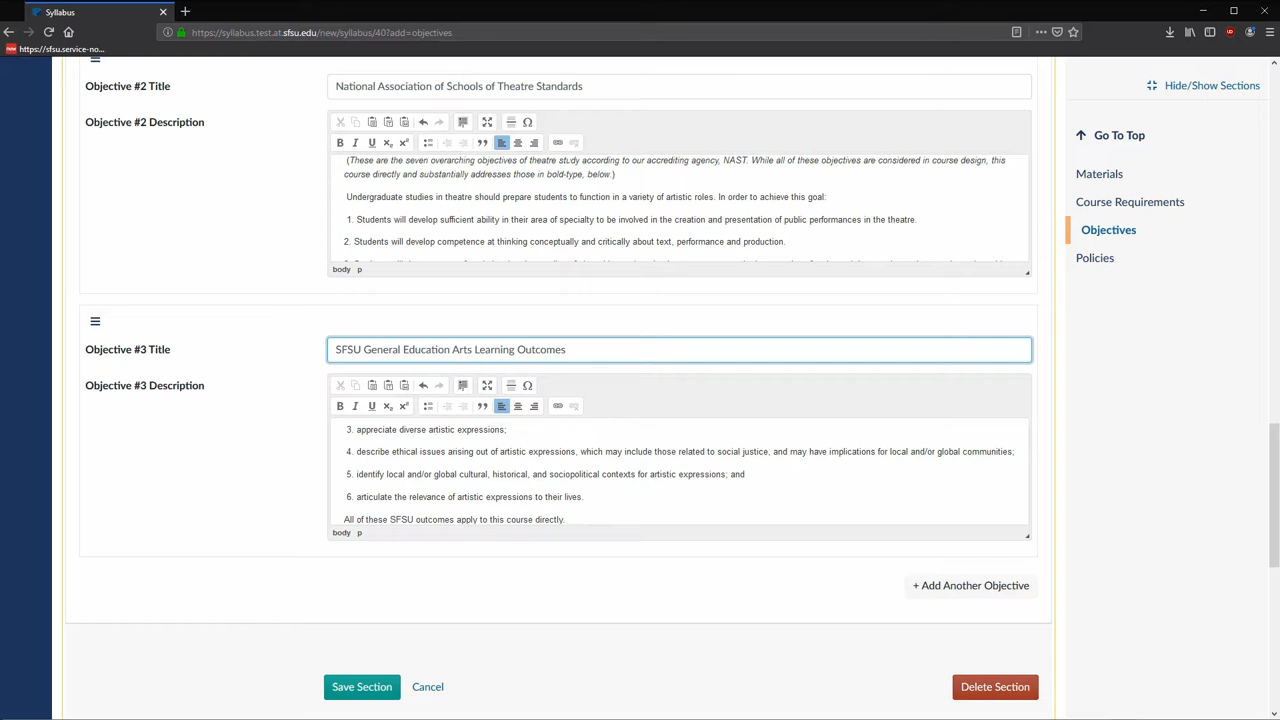 Syllabus
https://syllabus.test.at.sfsu.edu/new/syllabus/40?add=objectives
https://sfsu.service-no...
Objective #2 Title
National Association of Schools of Theatre Standards
Objective #2 Description
(These are the seven overarching objectives of theatre study according to our accrediting agency, NAST. While all of these objectives are considered in course design, this
course directly and substantially addresses those in bold-type, below.)
Undergraduate studies in theatre should prepare students to function in a variety of artistic roles. In order to achieve this goal:
1. Students will develop sufficient ability in their area of specialty to be involved in the creation and presentation of public performances in the theatre.
2. Students will develop competence at thinking conceptually and critically about text, performance and production.
body p
Objective #3 Title
SFSU General Education Arts Learning Outcomes
Objective #3 Description
3. appreciate diverse artistic expressions;
4. describe ethical issues arising out of artistic expressions, which may include those related to social justice, and may have implications for local and/or global communities;
5. identify local and/or global cultural, historical, and sociopolitical contexts for artistic expressions; and
6. articulate the relevance of artistic expressions to their lives.
All of these SFSU outcomes apply to this course directly.
body p
+ Add Another Objective
Save Section
Cancel
Delete Section
Hide/Show Sections
Go To Top
Materials
Course Requirements
Objectives
Policies